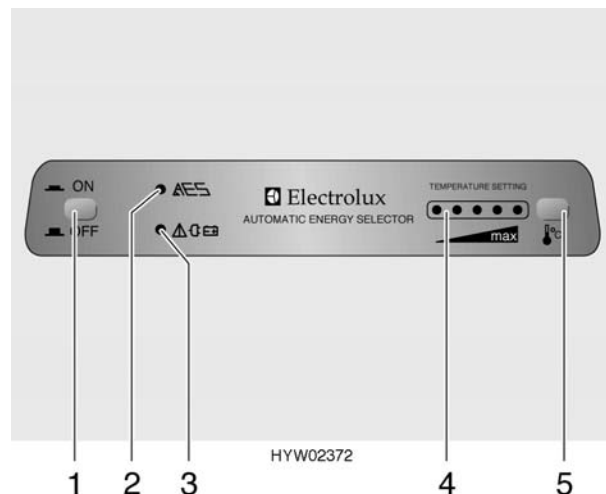 ON
AES
TEMPERATURE SETTING
Electrolux
AUTOMATIC ENERGY SELECTOR
OFF
max
°C
HYW02372
1 2 3 4 5